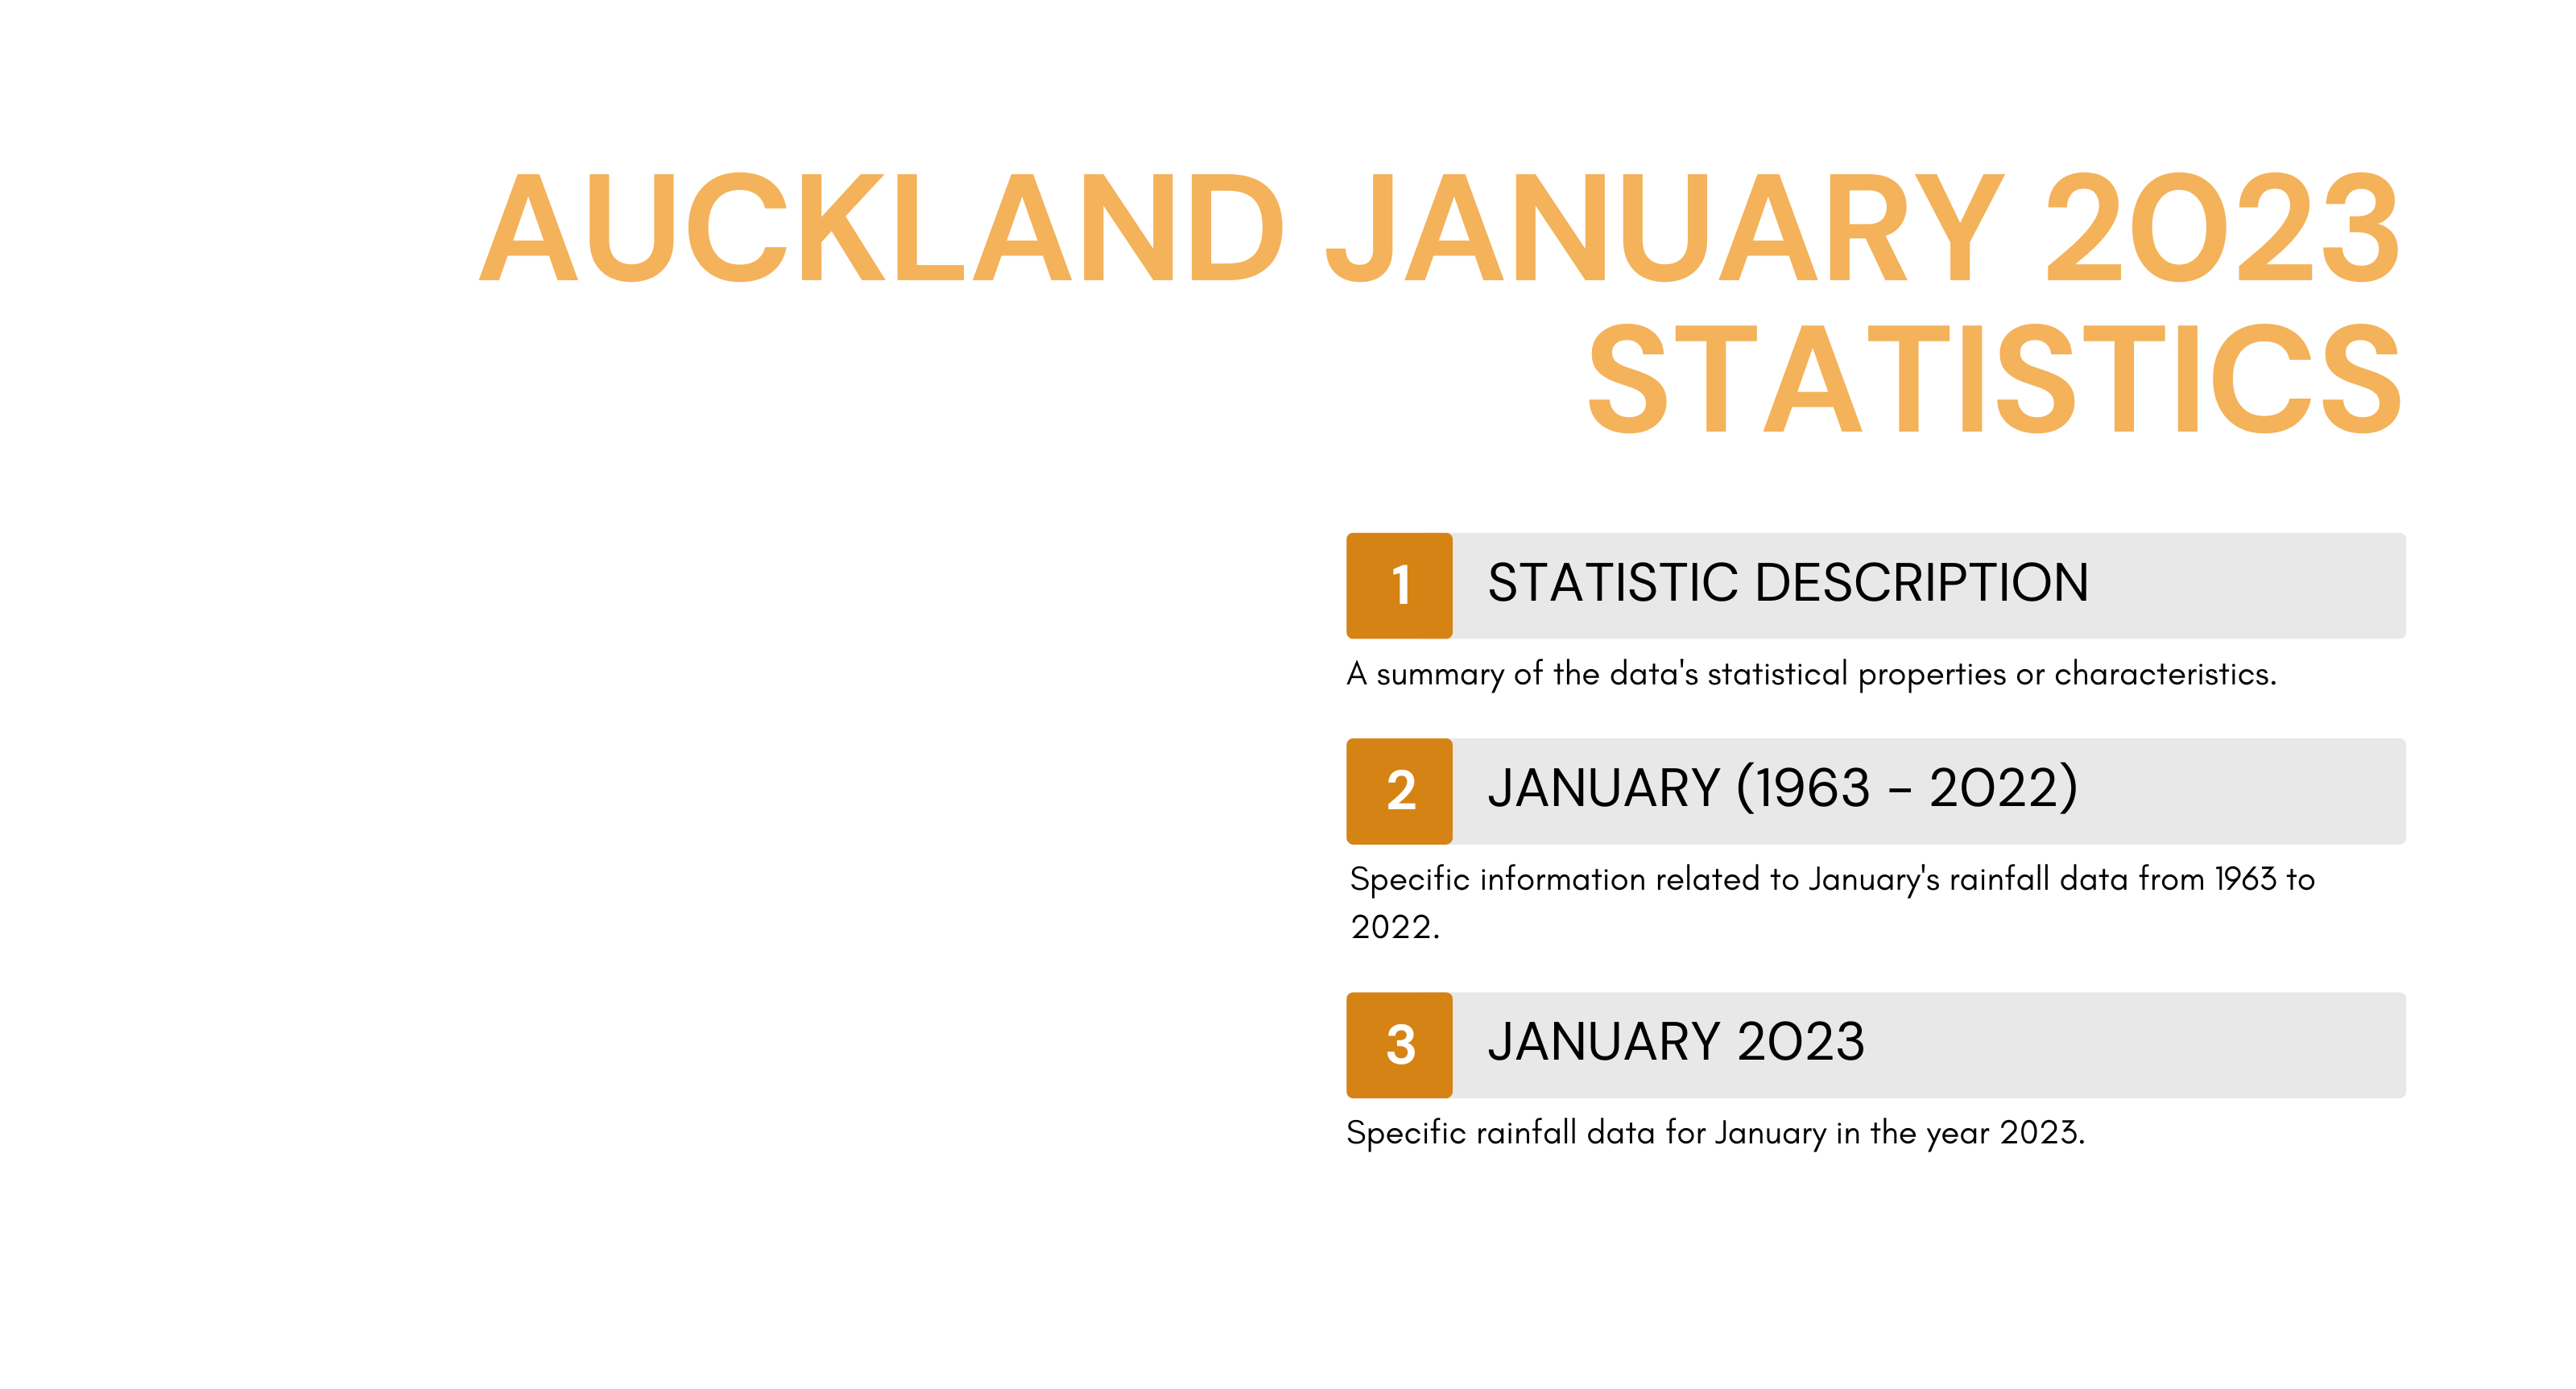 AUCKLAND JANUARY 2023
STATISTICS
1 STATISTIC DESCRIPTION
A summary of the data's statistical properties or characteristics.
2 JANUARY (1963 - 2022)
Specific information related to January's rainfall data from 1963 to
2022.
3 JANUARY 2023
Specific rainfall data for January in the year 2023.